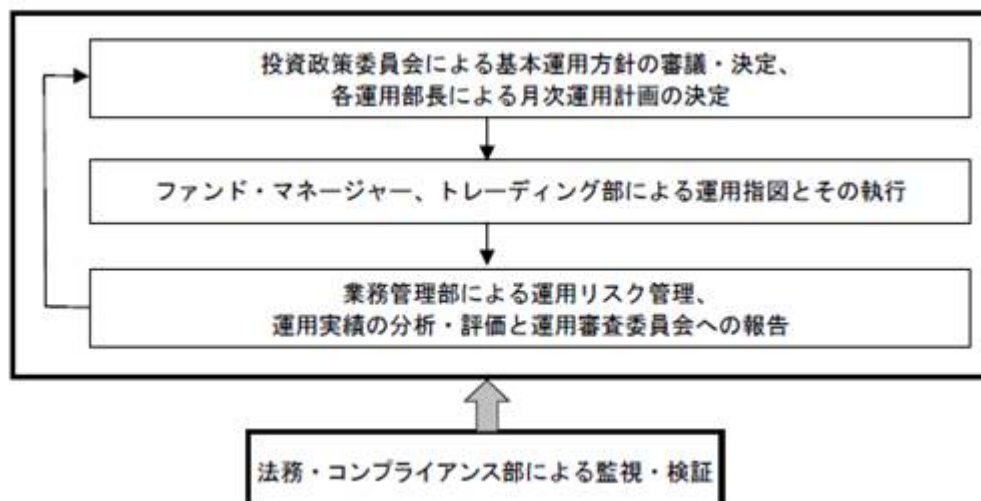 投資政策委員会による基本運用方針の審議・決定、
各運用部長による月次運用計画の決定
ファンド・マネージャー、トレーディング部による運用指図とその執行
業務管理部による運用リスク管理、
運用実績の分析・評価と運用審査委員会への報告
法務・コンプライアンス部による監視・検証